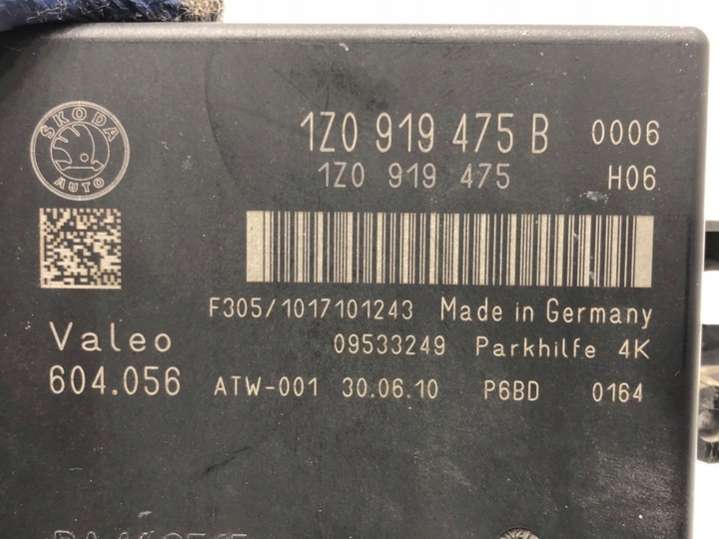 ŠKODA
AUTO
1Z0 919 475 B 0006
1Z0 919 475 H06
F305/1017101243 Made in Germany
Valeo 09533249 Parkhilfe 4K
604.056 ATW-001 30.06.10 P6BD 0164